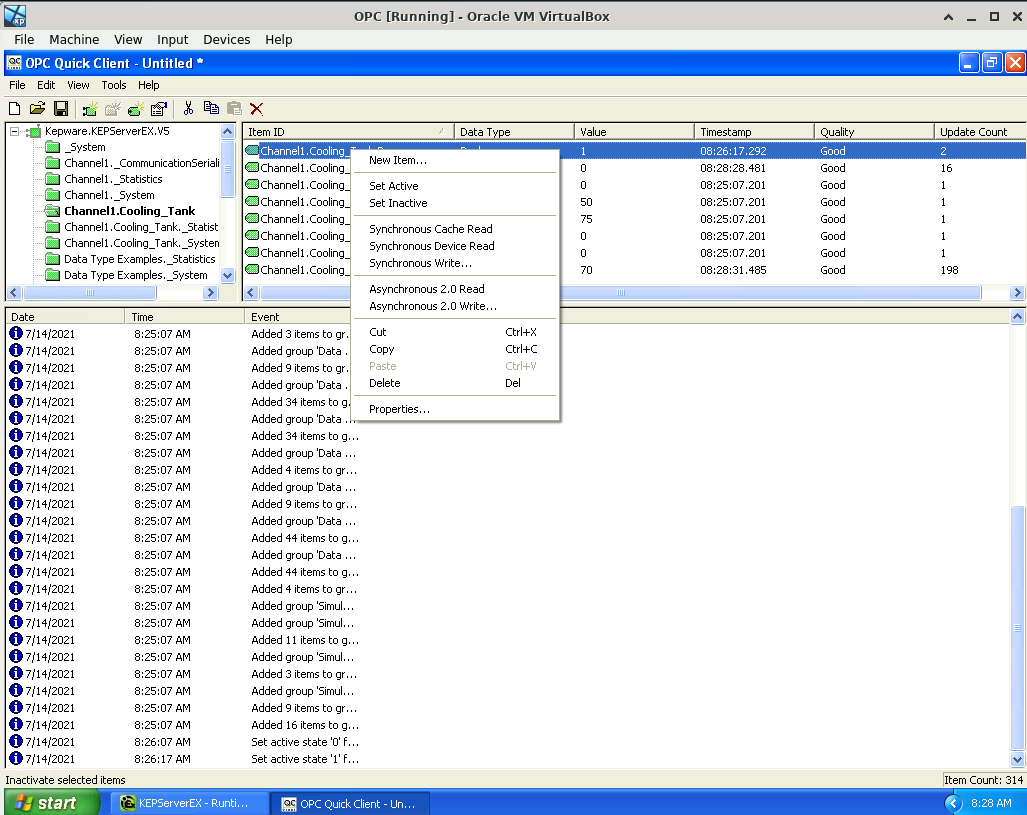 OPC [Running] - Oracle VM VirtualBox
File Machine View Input Devices Help
OPC Quick Client - Untitled *
File Edit View Tools Help
Kepware.KEPServerEX.V5
_System
Channel1._CommunicationSeriali
Channel1._Statistics
Channel1._System
Channel1.Cooling_Tank
Channel1.Cooling_Tank._Statist
Channel1.Cooling_Tank._System
Data Type Examples._Statistics
Data Type Examples._System
Item ID Data Type Value Timestamp Quality Update Count
Channel1.Cooling_ 1 08:26:17.292 Good 2
Channel1.Cooling_ 0 08:28:28.481 Good 16
Channel1.Cooling_ 0 08:25:07.201 Good 1
Channel1.Cooling_ 50 08:25:07.201 Good 1
Channel1.Cooling_ 75 08:25:07.201 Good 1
Channel1.Cooling_ 0 08:25:07.201 Good 1
Channel1.Cooling_ 0 08:25:07.201 Good 1
Channel1.Cooling_ 70 08:28:31.485 Good 198
New Item...
Set Active
Set Inactive
Synchronous Cache Read
Synchronous Device Read
Synchronous Write...
Asynchronous 2.0 Read
Asynchronous 2.0 Write...
Cut Ctrl+X
Copy Ctrl+C
Paste Ctrl+V
Delete Del
Properties...
Date Time Event
7/14/2021 8:25:07 AM Added 3 items to gr...
7/14/2021 8:25:07 AM Added group 'Data .
7/14/2021 8:25:07 AM Added 9 items to gr.
7/14/2021 8:25:07 AM Added group 'Data .
7/14/2021 8:25:07 AM Added 34 items to g.
7/14/2021 8:25:07 AM Added group 'Data ...
7/14/2021 8:25:07 AM Added 34 items to g...
7/14/2021 8:25:07 AM Added group 'Data ...
7/14/2021 8:25:07 AM Added 4 items to gr...
7/14/2021 8:25:07 AM Added group 'Data ...
7/14/2021 8:25:07 AM Added 9 items to gr...
7/14/2021 8:25:07 AM Added group 'Data ...
7/14/2021 8:25:07 AM Added 44 items to g...
7/14/2021 8:25:07 AM Added group 'Data ...
7/14/2021 8:25:07 AM Added 44 items to g...
7/14/2021 8:25:07 AM Added 4 items to gr...
7/14/2021 8:25:07 AM Added group 'Simul...
7/14/2021 8:25:07 AM Added group 'Simul...
7/14/2021 8:25:07 AM Added 11 items to g...
7/14/2021 8:25:07 AM Added group 'Simul...
7/14/2021 8:25:07 AM Added 3 items to gr...
7/14/2021 8:25:07 AM Added group 'Simul...
7/14/2021 8:25:07 AM Added 9 items to gr...
7/14/2021 8:25:07 AM Added 16 items to g...
7/14/2021 8:26:07 AM Set active state '0' f...
7/14/2021 8:26:17 AM Set active state '1' f...
Inactivate selected items Item Count: 314
start KEPServerEX - Runti... OPC Quick Client - Un... 8:28 AM